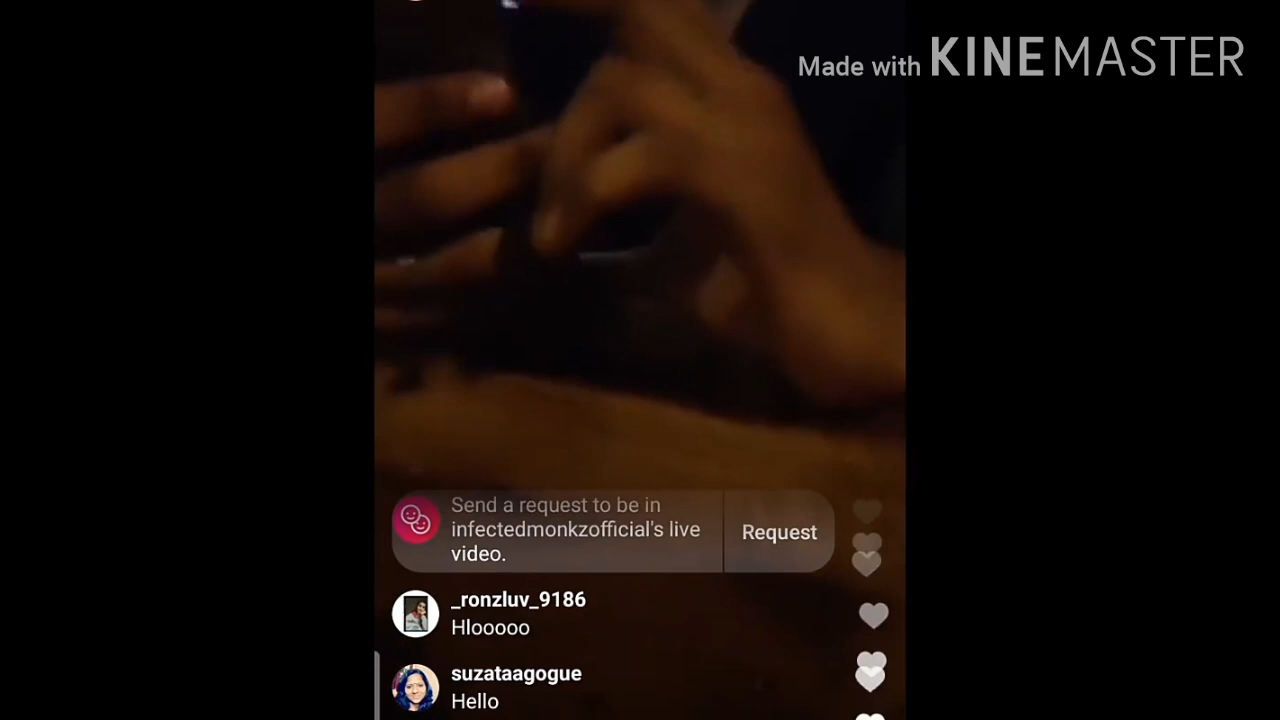 Made with KINEMASTER
Send a request to be in
infectedmonkzofficial's live
video.
Request
_ronzluv_9186
Hlooooo
suzataagogue
Hello